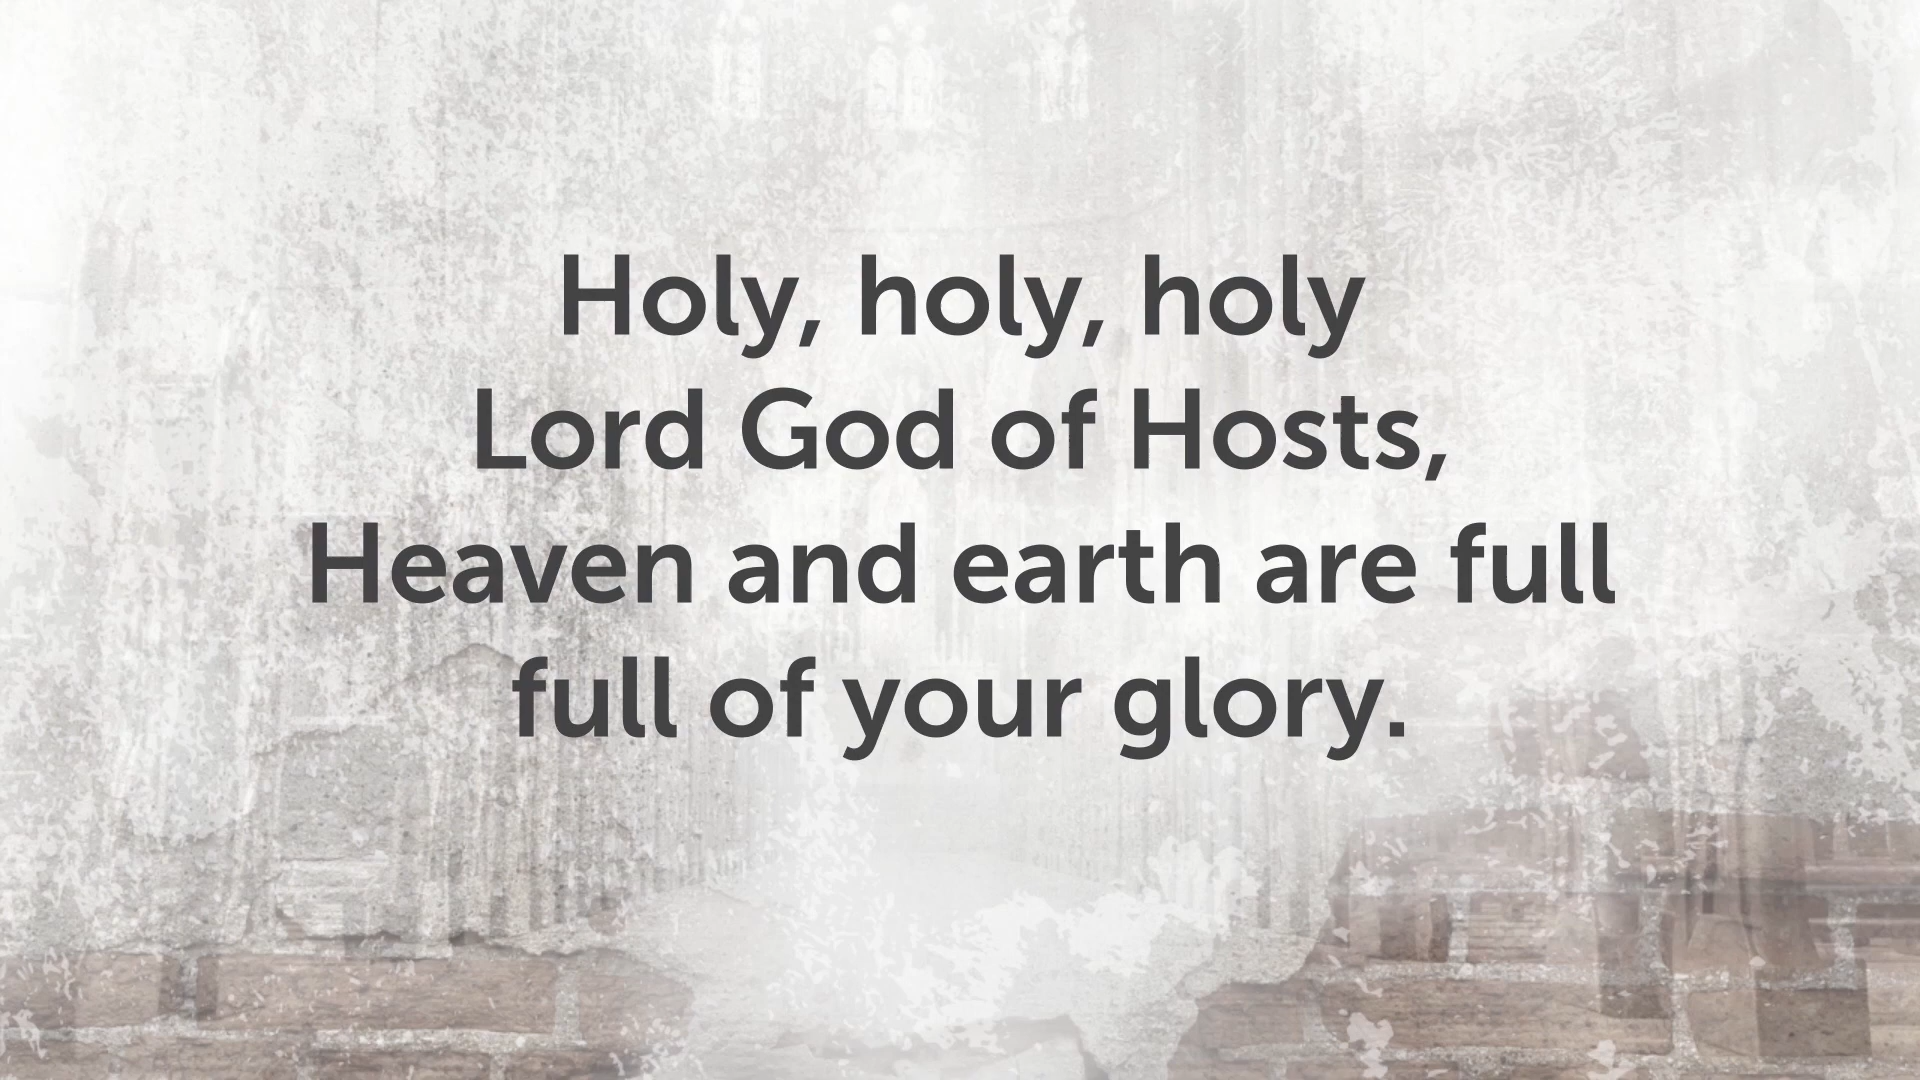 Holy, holy, holy
Lord God of Hosts,
Heaven and earth are full
full of your glory.